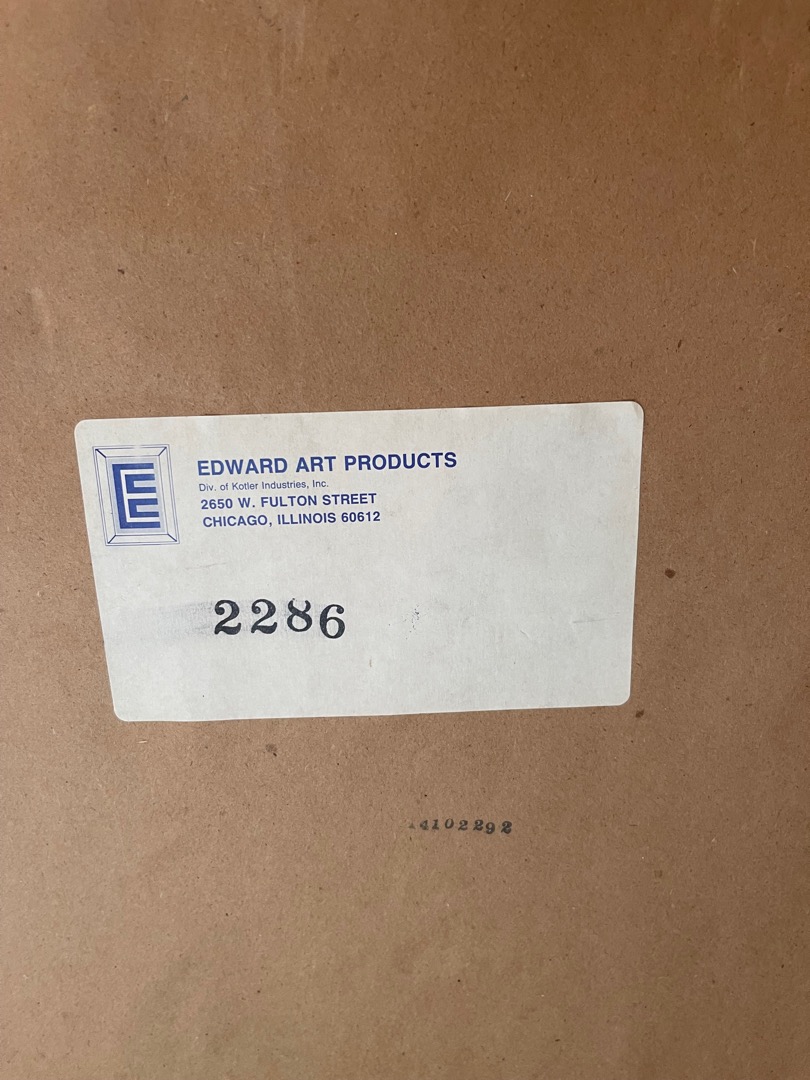 EDWARD ART PRODUCTS
Div. of Kotler Industries, Inc.
2650 W. FULTON STREET
CHICAGO, ILLINOIS 60612
2286
4102292